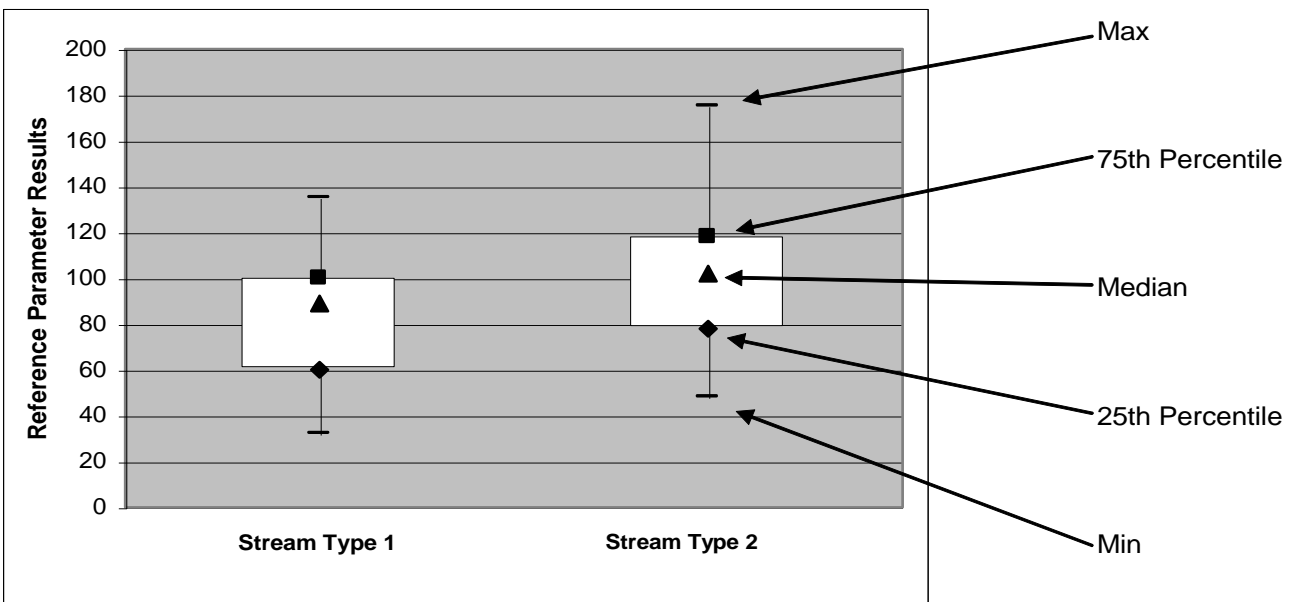 Reference Parameter Results
200
180
160
140
120
100
80
60
40
20
0
Stream Type 1
Stream Type 2
Max
75th Percentile
Median
25th Percentile
Min